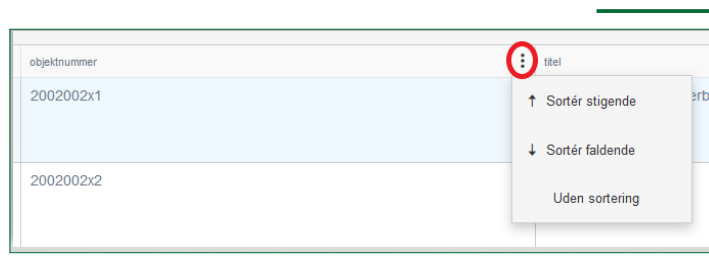 objektnummer titel
2002002x1
↑ Sortér stigende
↓ Sortér faldende
2002002x2
Uden sortering